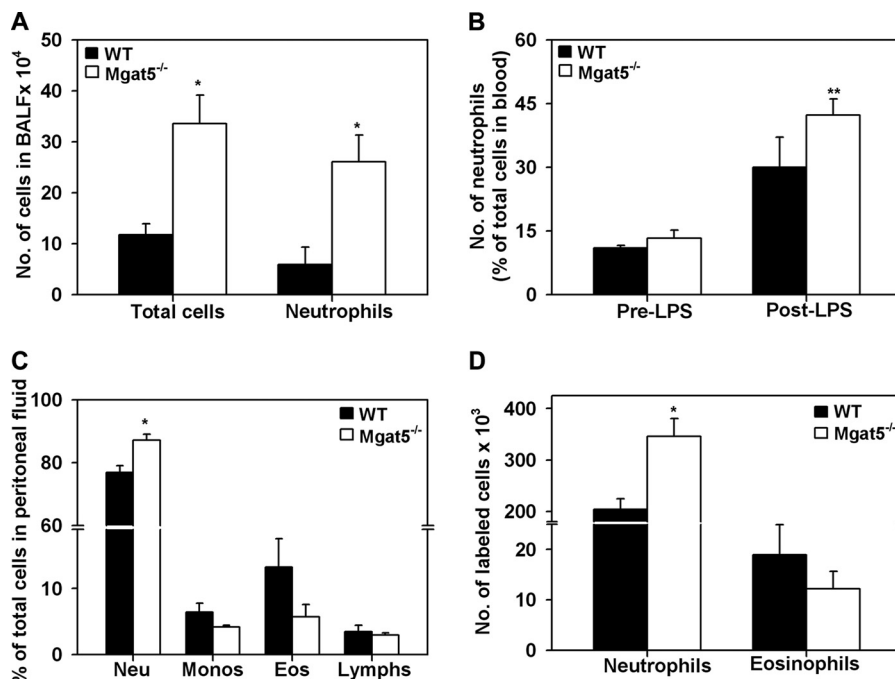 A
No. of cells in BALFx 10⁴
50
40
30
20
10
0
WT
Mgat5⁻/⁻
*
*
Total cells
Neutrophils
B
No. of neutrophils
(% of total cells in blood)
60
45
30
15
0
WT
Mgat5⁻/⁻
**
Pre-LPS
Post-LPS
C
% of total cells in peritoneal fluid
100
80
60
10
0
WT
Mgat5⁻/⁻
*
Neu
Monos
Eos
Lymphs
D
No. of labeled cells x 10³
400
300
200
20
10
0
WT
Mgat5⁻/⁻
*
Neutrophils
Eosinophils